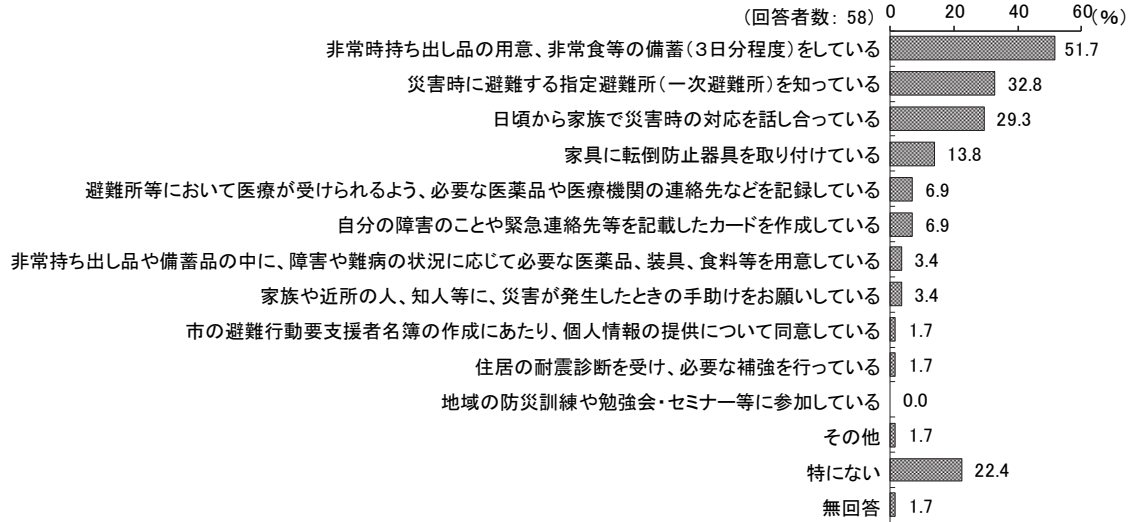 (回答者数: 58) 0 20 40 60(%)
非常時持ち出し品の用意、非常食等の備蓄(3日分程度)をしている 51.7
災害時に避難する指定避難所(一次避難所)を知っている 32.8
日頃から家族で災害時の対応を話し合っている 29.3
家具に転倒防止器具を取り付けている 13.8
避難所等において医療が受けられるよう、必要な医薬品や医療機関の連絡先などを記録している 6.9
自分の障害のことや緊急連絡先等を記載したカードを作成している 6.9
非常持ち出し品や備蓄品の中に、障害や難病の状況に応じて必要な医薬品、装具、食料等を用意している 3.4
家族や近所の人、知人等に、災害が発生したときの手助けをお願いしている 3.4
市の避難行動要支援者名簿の作成にあたり、個人情報の提供について同意している 1.7
住居の耐震診断を受け、必要な補強を行っている 1.7
地域の防災訓練や勉強会・セミナー等に参加している 0.0
その他 1.7
特にない 22.4
無回答 1.7